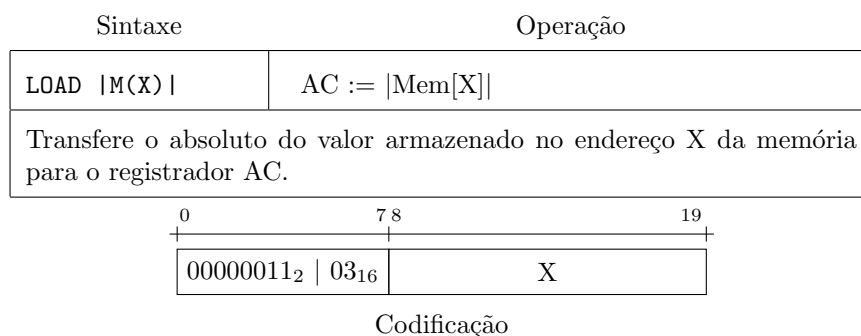 Sintaxe Operação
LOAD |M(X)| AC := |Mem[X]|
Transfere o absoluto do valor armazenado no endereço X da memória
para o registrador AC.
0 7 8 19
00000011₂ | 03₁₆ X
Codificação